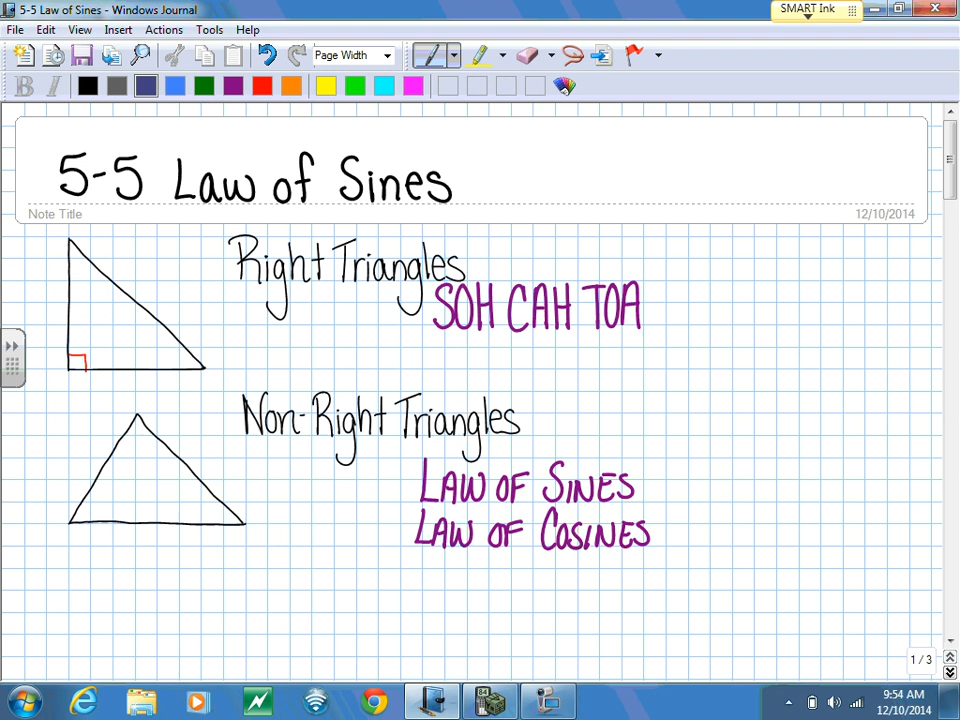 5-5 Law of Sines - Windows Journal
SMART Ink
File Edit View Insert Actions Tools Help
Page Width
B I
5-5 Law of Sines
Note Title
12/10/2014
Right Triangles
SOH CAH TOA
Non-Right Triangles
LAW OF SINES
LAW OF COSINES
1 / 3
84
9:54 AM
12/10/2014